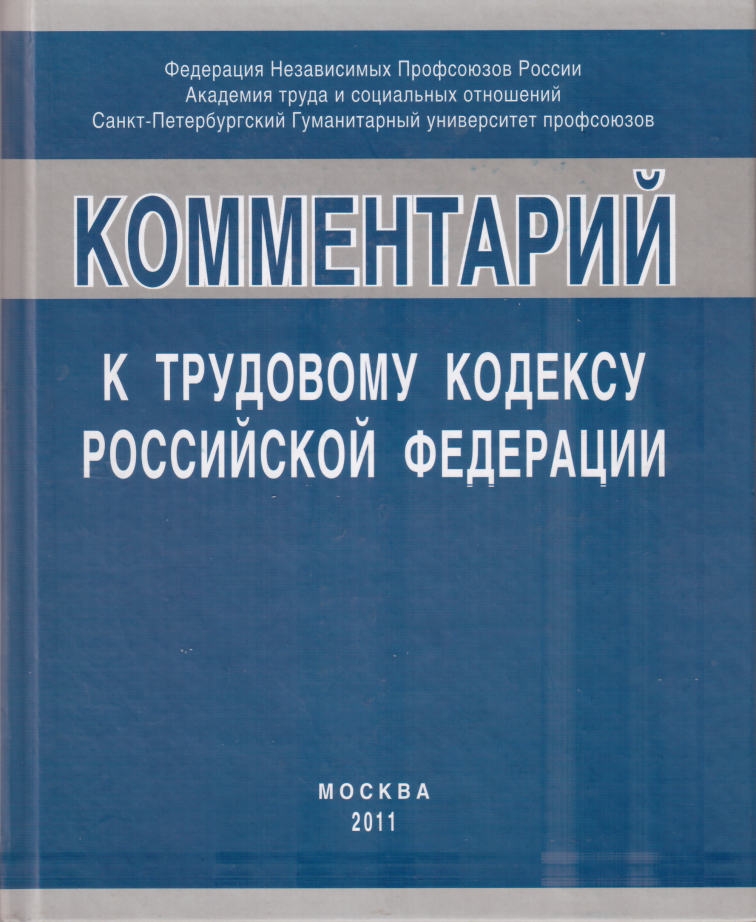 Федерация Независимых Профсоюзов России
Академия труда и социальных отношений
Санкт-Петербургский Гуманитарный университет профсоюзов
КОММЕНТАРИЙ
К ТРУДОВОМУ КОДЕКСУ
РОССИЙСКОЙ ФЕДЕРАЦИИ
МОСКВА
2011